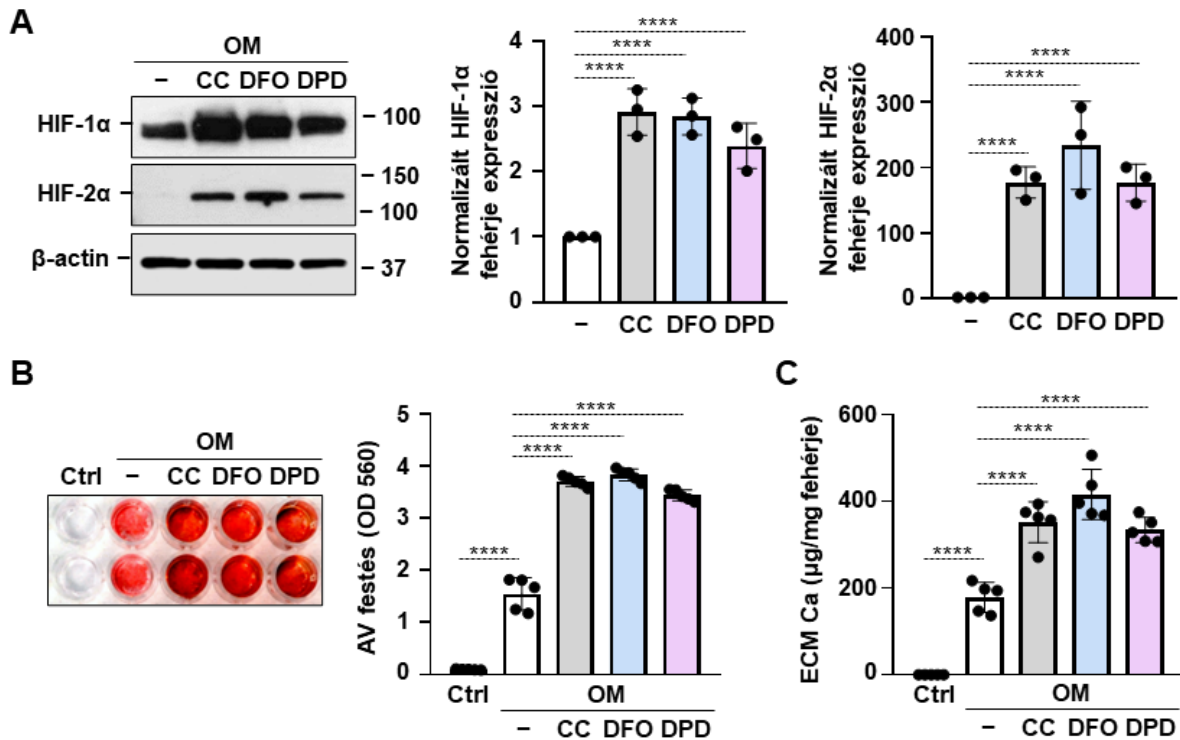 A
OM
– CC DFO DPD
HIF-1α
– 100
HIF-2α
– 150
– 100
β-actin
– 37
Normalizált HIF-1α
fehérje expresszió
4
3
2
1
0
****
****
****
– CC DFO DPD
Normalizált HIF-2α
fehérje expresszió
400
300
200
100
0
****
****
****
– CC DFO DPD
B
OM
Ctrl – CC DFO DPD
AV festés (OD 560)
5
4
3
2
1
0
****
****
****
****
Ctrl OM
– CC DFO DPD
C
ECM Ca (µg/mg fehérje)
600
400
200
0
****
****
****
****
Ctrl OM
– CC DFO DPD